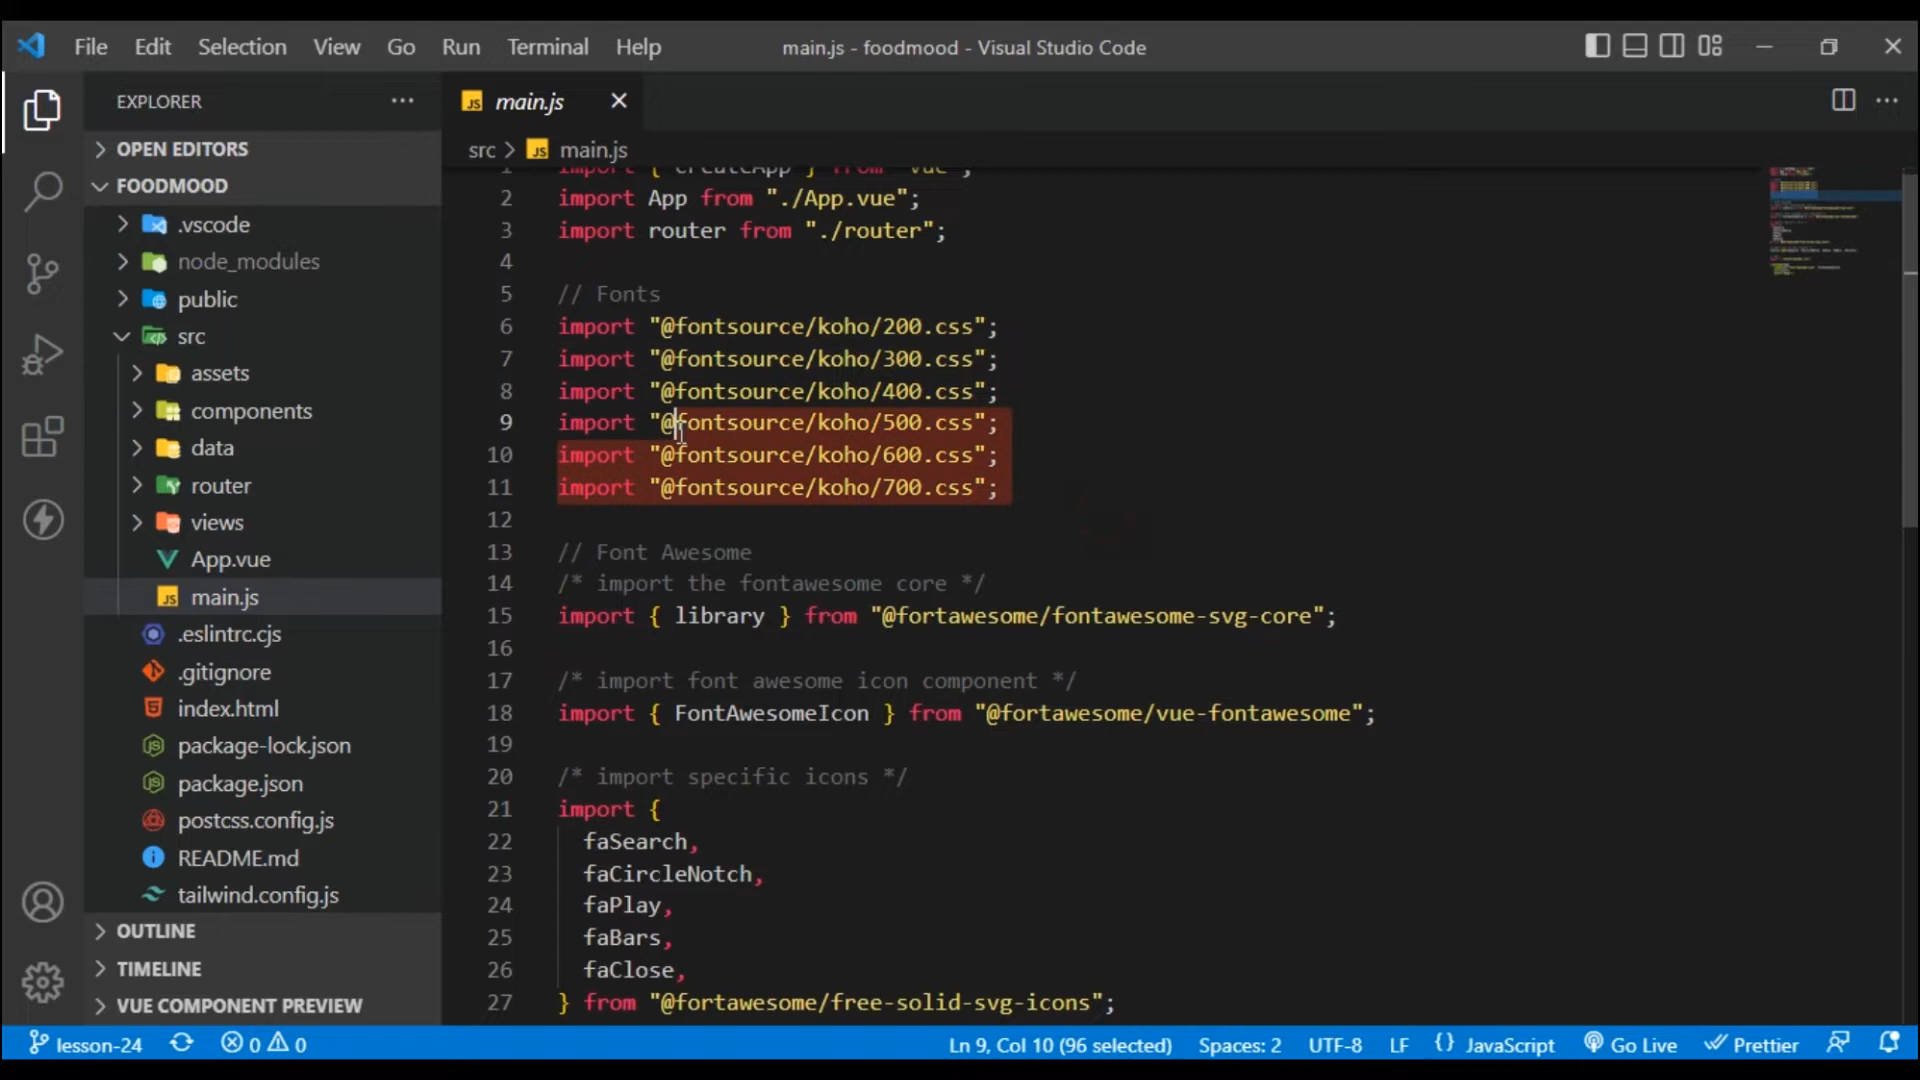 File Edit Selection View Go Run Terminal Help
main.js - foodmood - Visual Studio Code
EXPLORER
OPEN EDITORS
FOODMOOD
.vscode
node_modules
public
src
assets
components
data
router
views
App.vue
main.js
.eslintrc.cjs
.gitignore
index.html
package-lock.json
package.json
postcss.config.js
README.md
tailwind.config.js
OUTLINE
TIMELINE
VUE COMPONENT PREVIEW
JS main.js
src > JS main.js
1 import { createApp } from "vue";
2 import App from "./App.vue";
3 import router from "./router";
4
5 // Fonts
6 import "@fontsource/koho/200.css";
7 import "@fontsource/koho/300.css";
8 import "@fontsource/koho/400.css";
9 import "@fontsource/koho/500.css";
10 import "@fontsource/koho/600.css";
11 import "@fontsource/koho/700.css";
12
13 // Font Awesome
14 /* import the fontawesome core */
15 import { library } from "@fortawesome/fontawesome-svg-core";
16
17 /* import font awesome icon component */
18 import { FontAwesomeIcon } from "@fortawesome/vue-fontawesome";
19
20 /* import specific icons */
21 import {
22 faSearch,
23 faCircleNotch,
24 faPlay,
25 faBars,
26 faClose,
27 } from "@fortawesome/free-solid-svg-icons";
lesson-24 0 0 Ln 9, Col 10 (96 selected) Spaces: 2 UTF-8 LF {} JavaScript Go Live Prettier